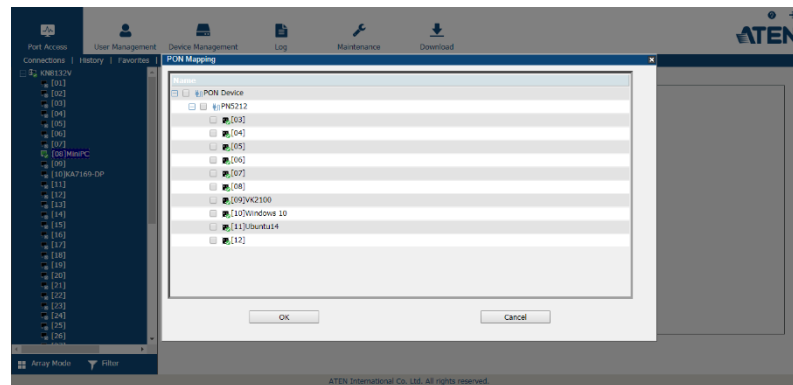 Port Access User Management Device Management Log Maintenance Download
ATEN
Connections | History | Favorites |
PON Mapping
KN8132V
[01]
[02]
[03]
[04]
[05]
[06]
[07]
[08]MiniPC
[09]
[10]KA7169-DP
[11]
[12]
[13]
[14]
[15]
[16]
[17]
[18]
[19]
[20]
[21]
[22]
[23]
[24]
[25]
[26]
Array Mode Filter
Name
PON Device
PN5212
[03]
[04]
[05]
[06]
[07]
[08]
[09]VK2100
[10]Windows 10
[11]Ubuntu14
[12]
OK Cancel
ATEN International Co. Ltd. All rights reserved.